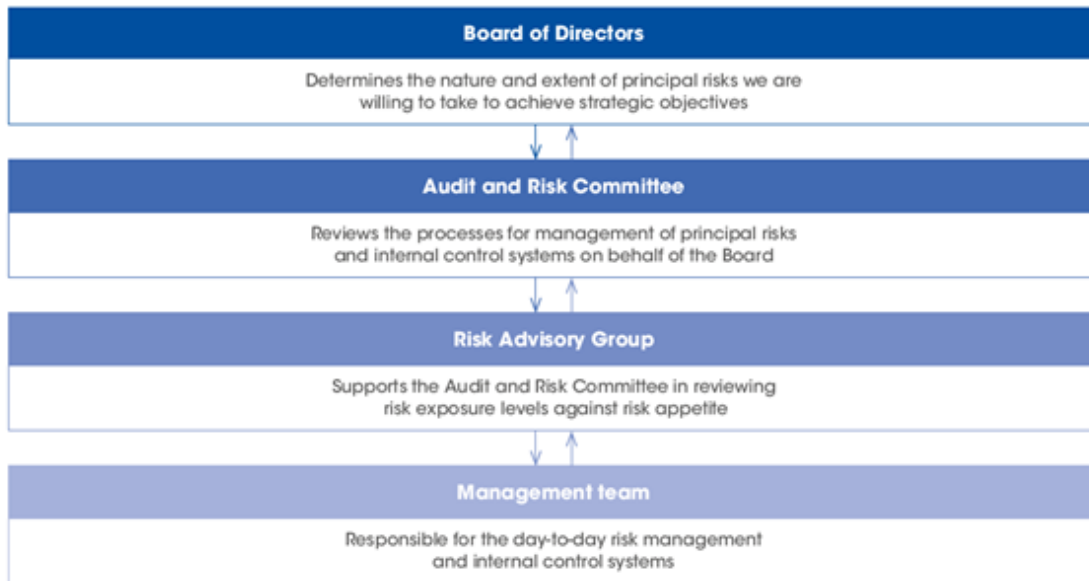 Board of Directors
Determines the nature and extent of principal risks we are
willing to take to achieve strategic objectives
Audit and Risk Committee
Reviews the processes for management of principal risks
and internal control systems on behalf of the Board
Risk Advisory Group
Supports the Audit and Risk Committee in reviewing
risk exposure levels against risk appetite
Management team
Responsible for the day-to-day risk management
and internal control systems